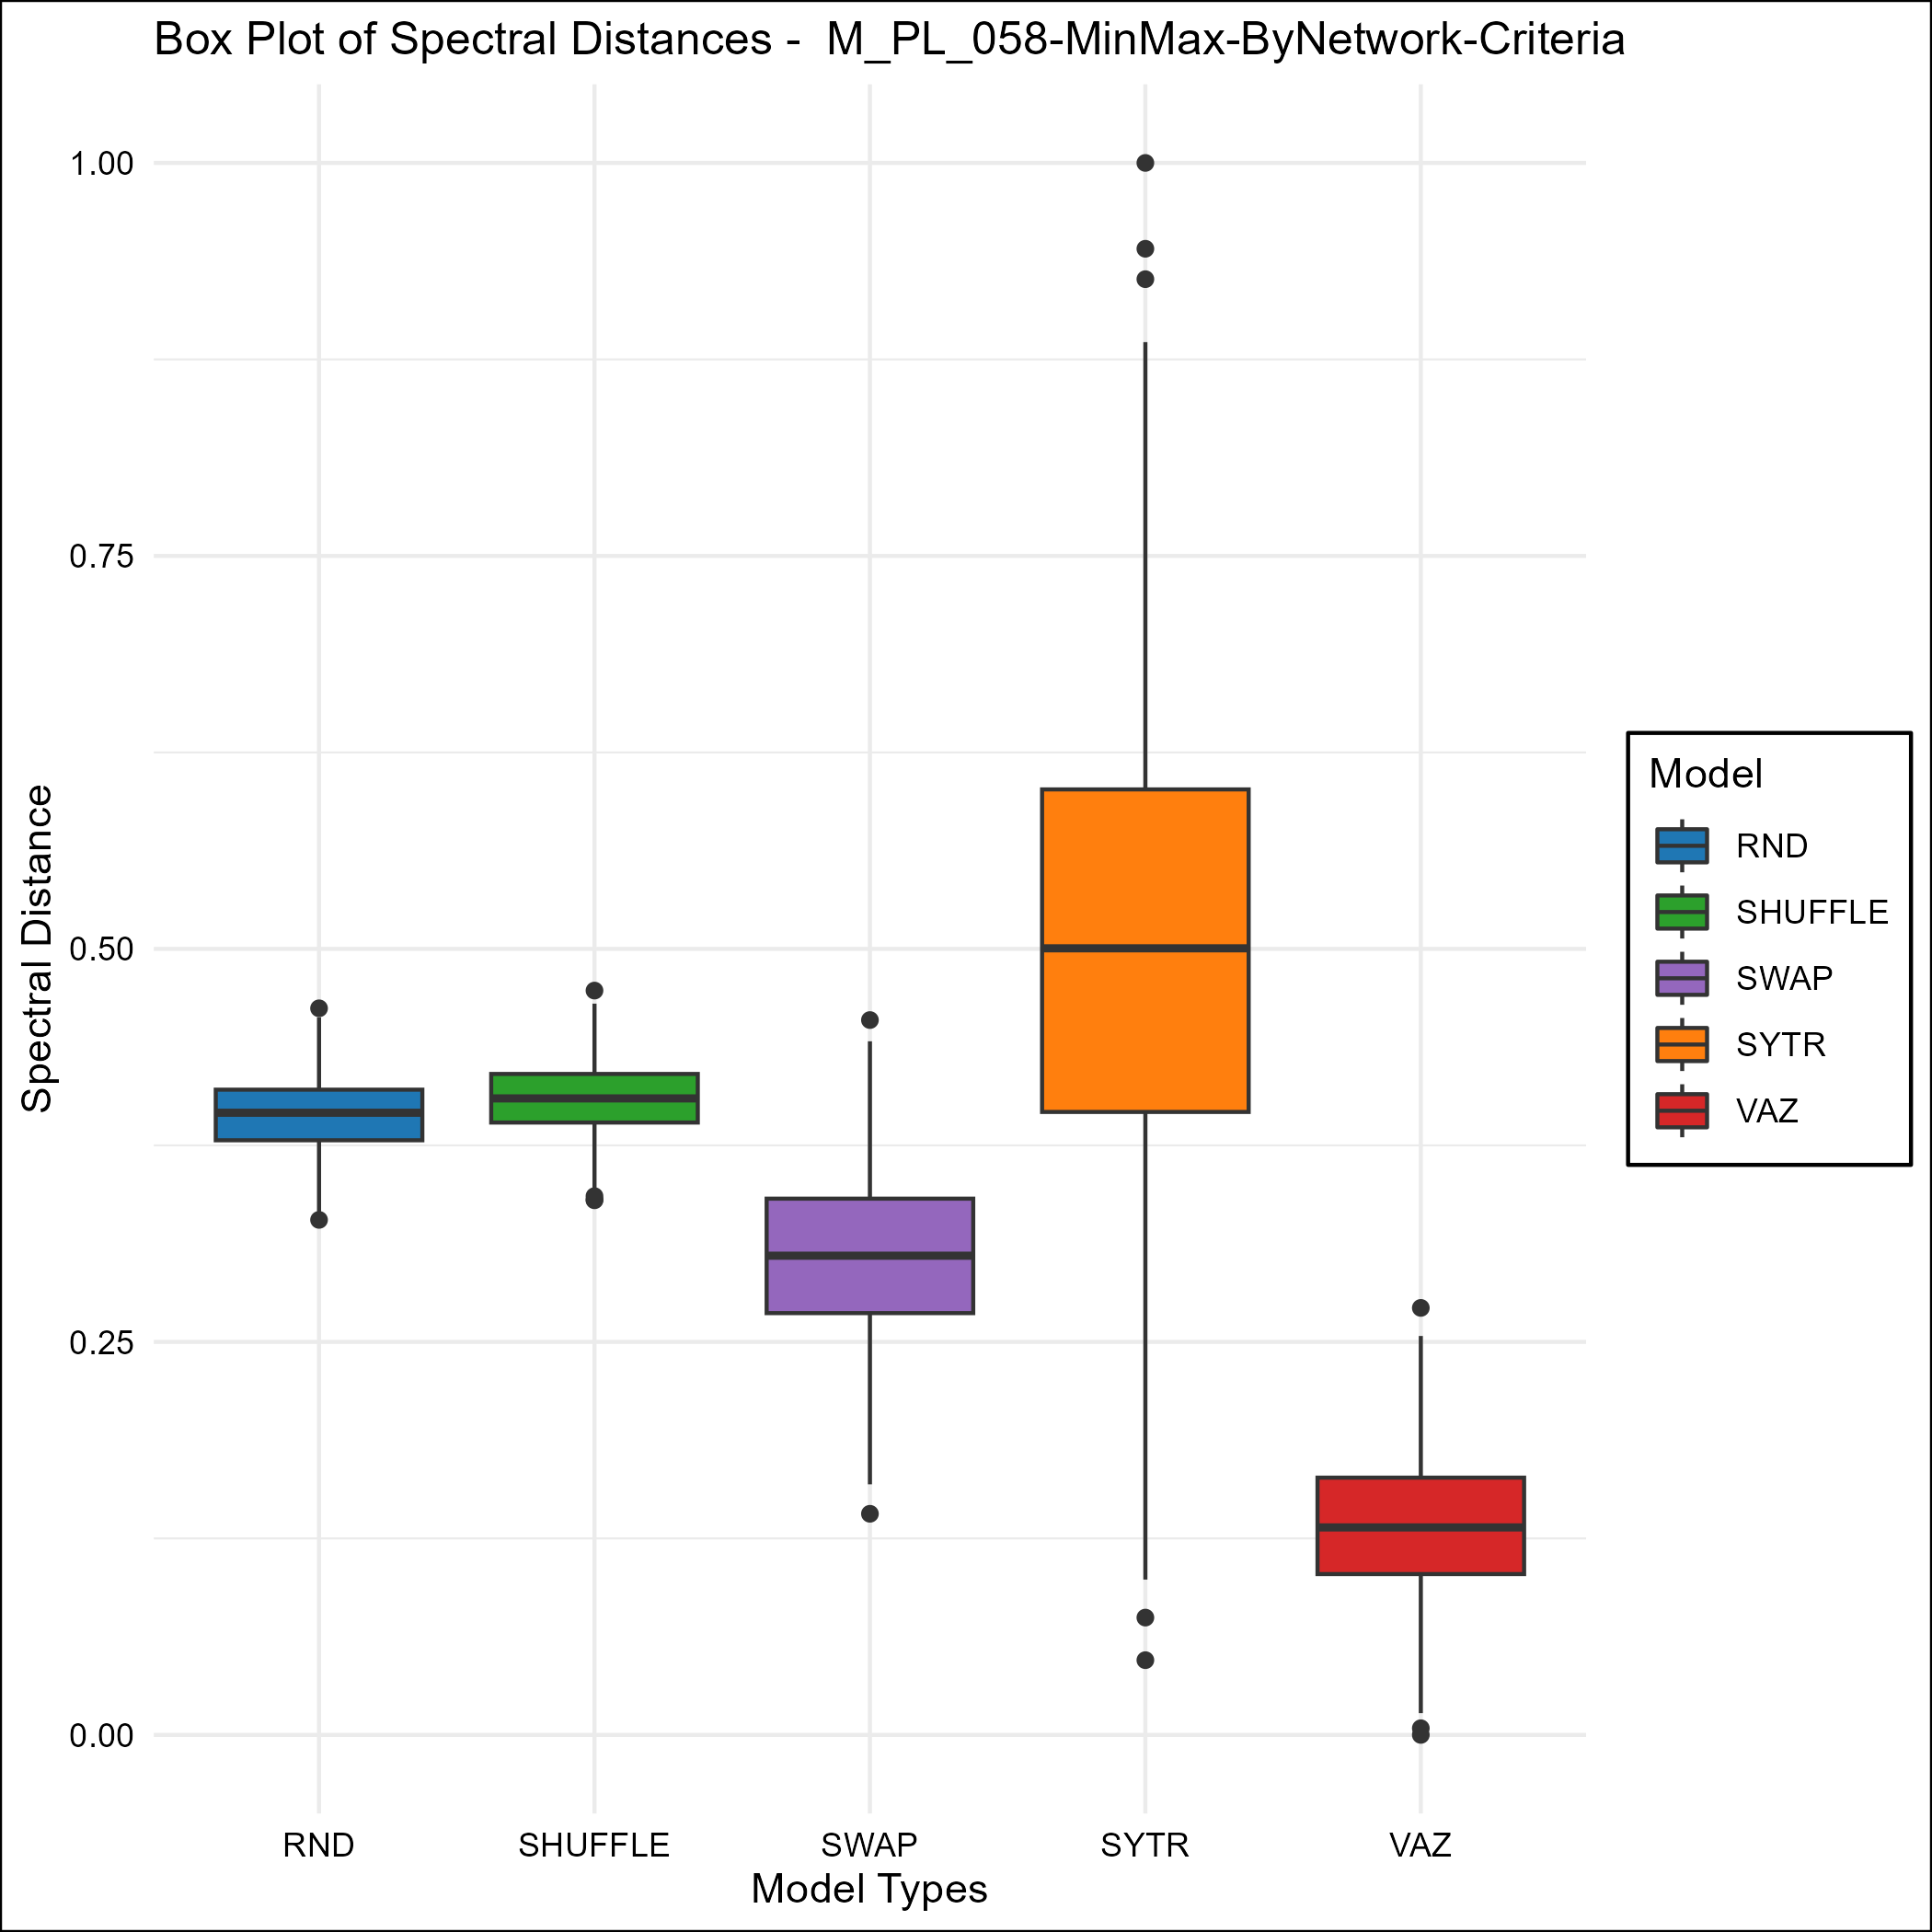 Box Plot of Spectral Distances -  M_PL_058-MinMax-ByNetwork-Criteria
Spectral Distance
1.00
0.75
0.50
0.25
0.00
RND
SHUFFLE
SWAP
SYTR
VAZ
Model Types
Model
RND
SHUFFLE
SWAP
SYTR
VAZ